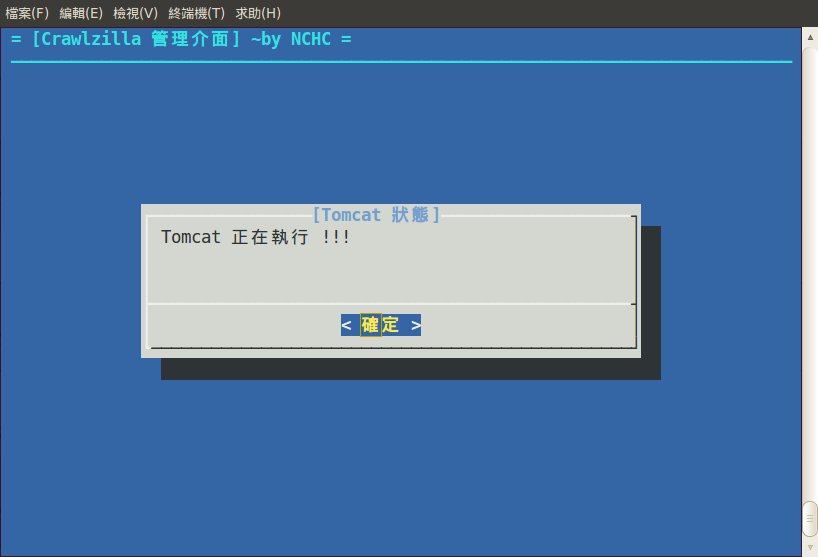 檔案(F) 編輯(E) 檢視(V) 終端機(T) 求助(H)
= [Crawlzilla 管理介面] ~by NCHC =
[Tomcat 狀態]
Tomcat 正在執行 !!!
< 確定 >